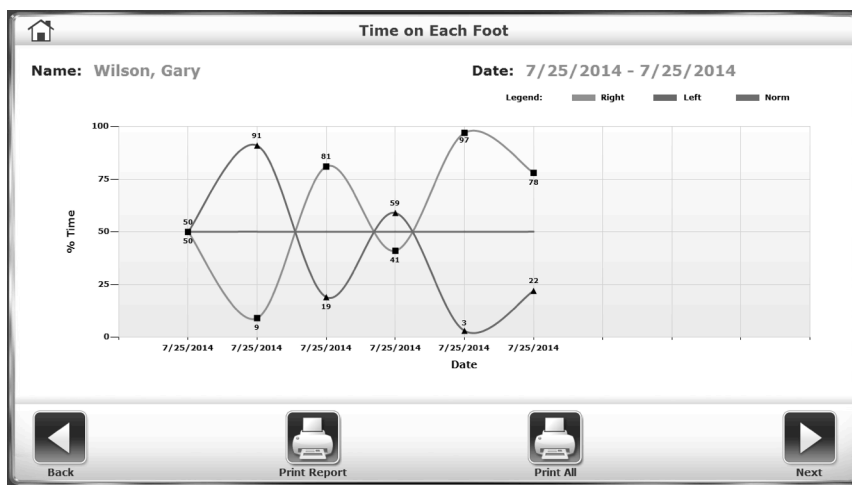 Time on Each Foot
Name: Wilson, Gary Date: 7/25/2014 - 7/25/2014
Legend: Right Left Norm
100
91
81
97
75
78
59
% Time
50
50
50
41
25
22
19
9
3
0
7/25/2014 7/25/2014 7/25/2014 7/25/2014 7/25/2014 7/25/2014
Date
Back Print Report Print All Next